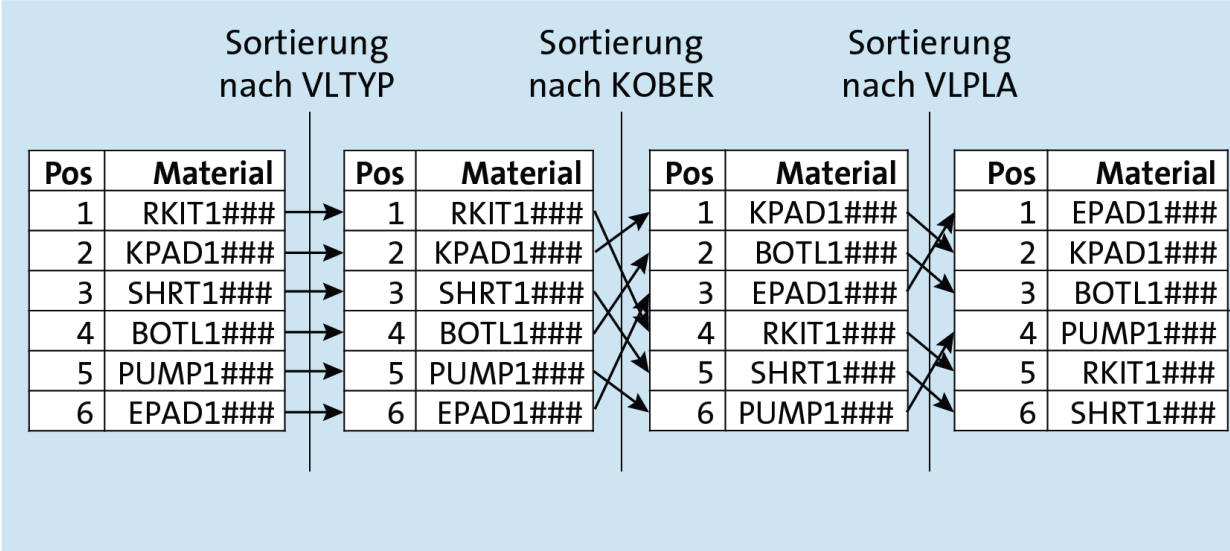 Sortierung
nach VLTYP
Sortierung
nach KOBER
Sortierung
nach VLPLA
Pos Material
1 RKIT1###
2 KPAD1###
3 SHRT1###
4 BOTL1###
5 PUMP1###
6 EPAD1###
Pos Material
1 RKIT1###
2 KPAD1###
3 SHRT1###
4 BOTL1###
5 PUMP1###
6 EPAD1###
Pos Material
1 KPAD1###
2 BOTL1###
3 EPAD1###
4 RKIT1###
5 SHRT1###
6 PUMP1###
Pos Material
1 EPAD1###
2 KPAD1###
3 BOTL1###
4 PUMP1###
5 RKIT1###
6 SHRT1###